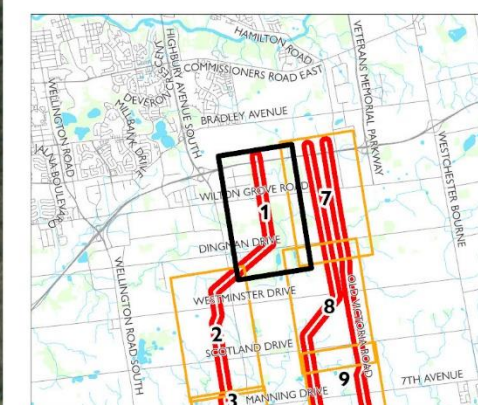 HAMILTON ROAD
HIGHBURY AVENUE SOUTH
VETERANS MEMORIAL PARKWAY
COMMISSIONERS ROAD EAST
DEVERON CRESCENT
WELLINGTON ROAD
MILLBANK DRIVE
BRADLEY AVENUE
WESTCHESTER BOURNE
WILTON GROVE ROAD
7
1
DINGMAN DRIVE
WELLINGTON ROAD SOUTH
WESTMINSTER DRIVE
OLD VICTORIA ROAD
8
2
SCOTLAND DRIVE
9
7TH AVENUE
3
MANNING DRIVE